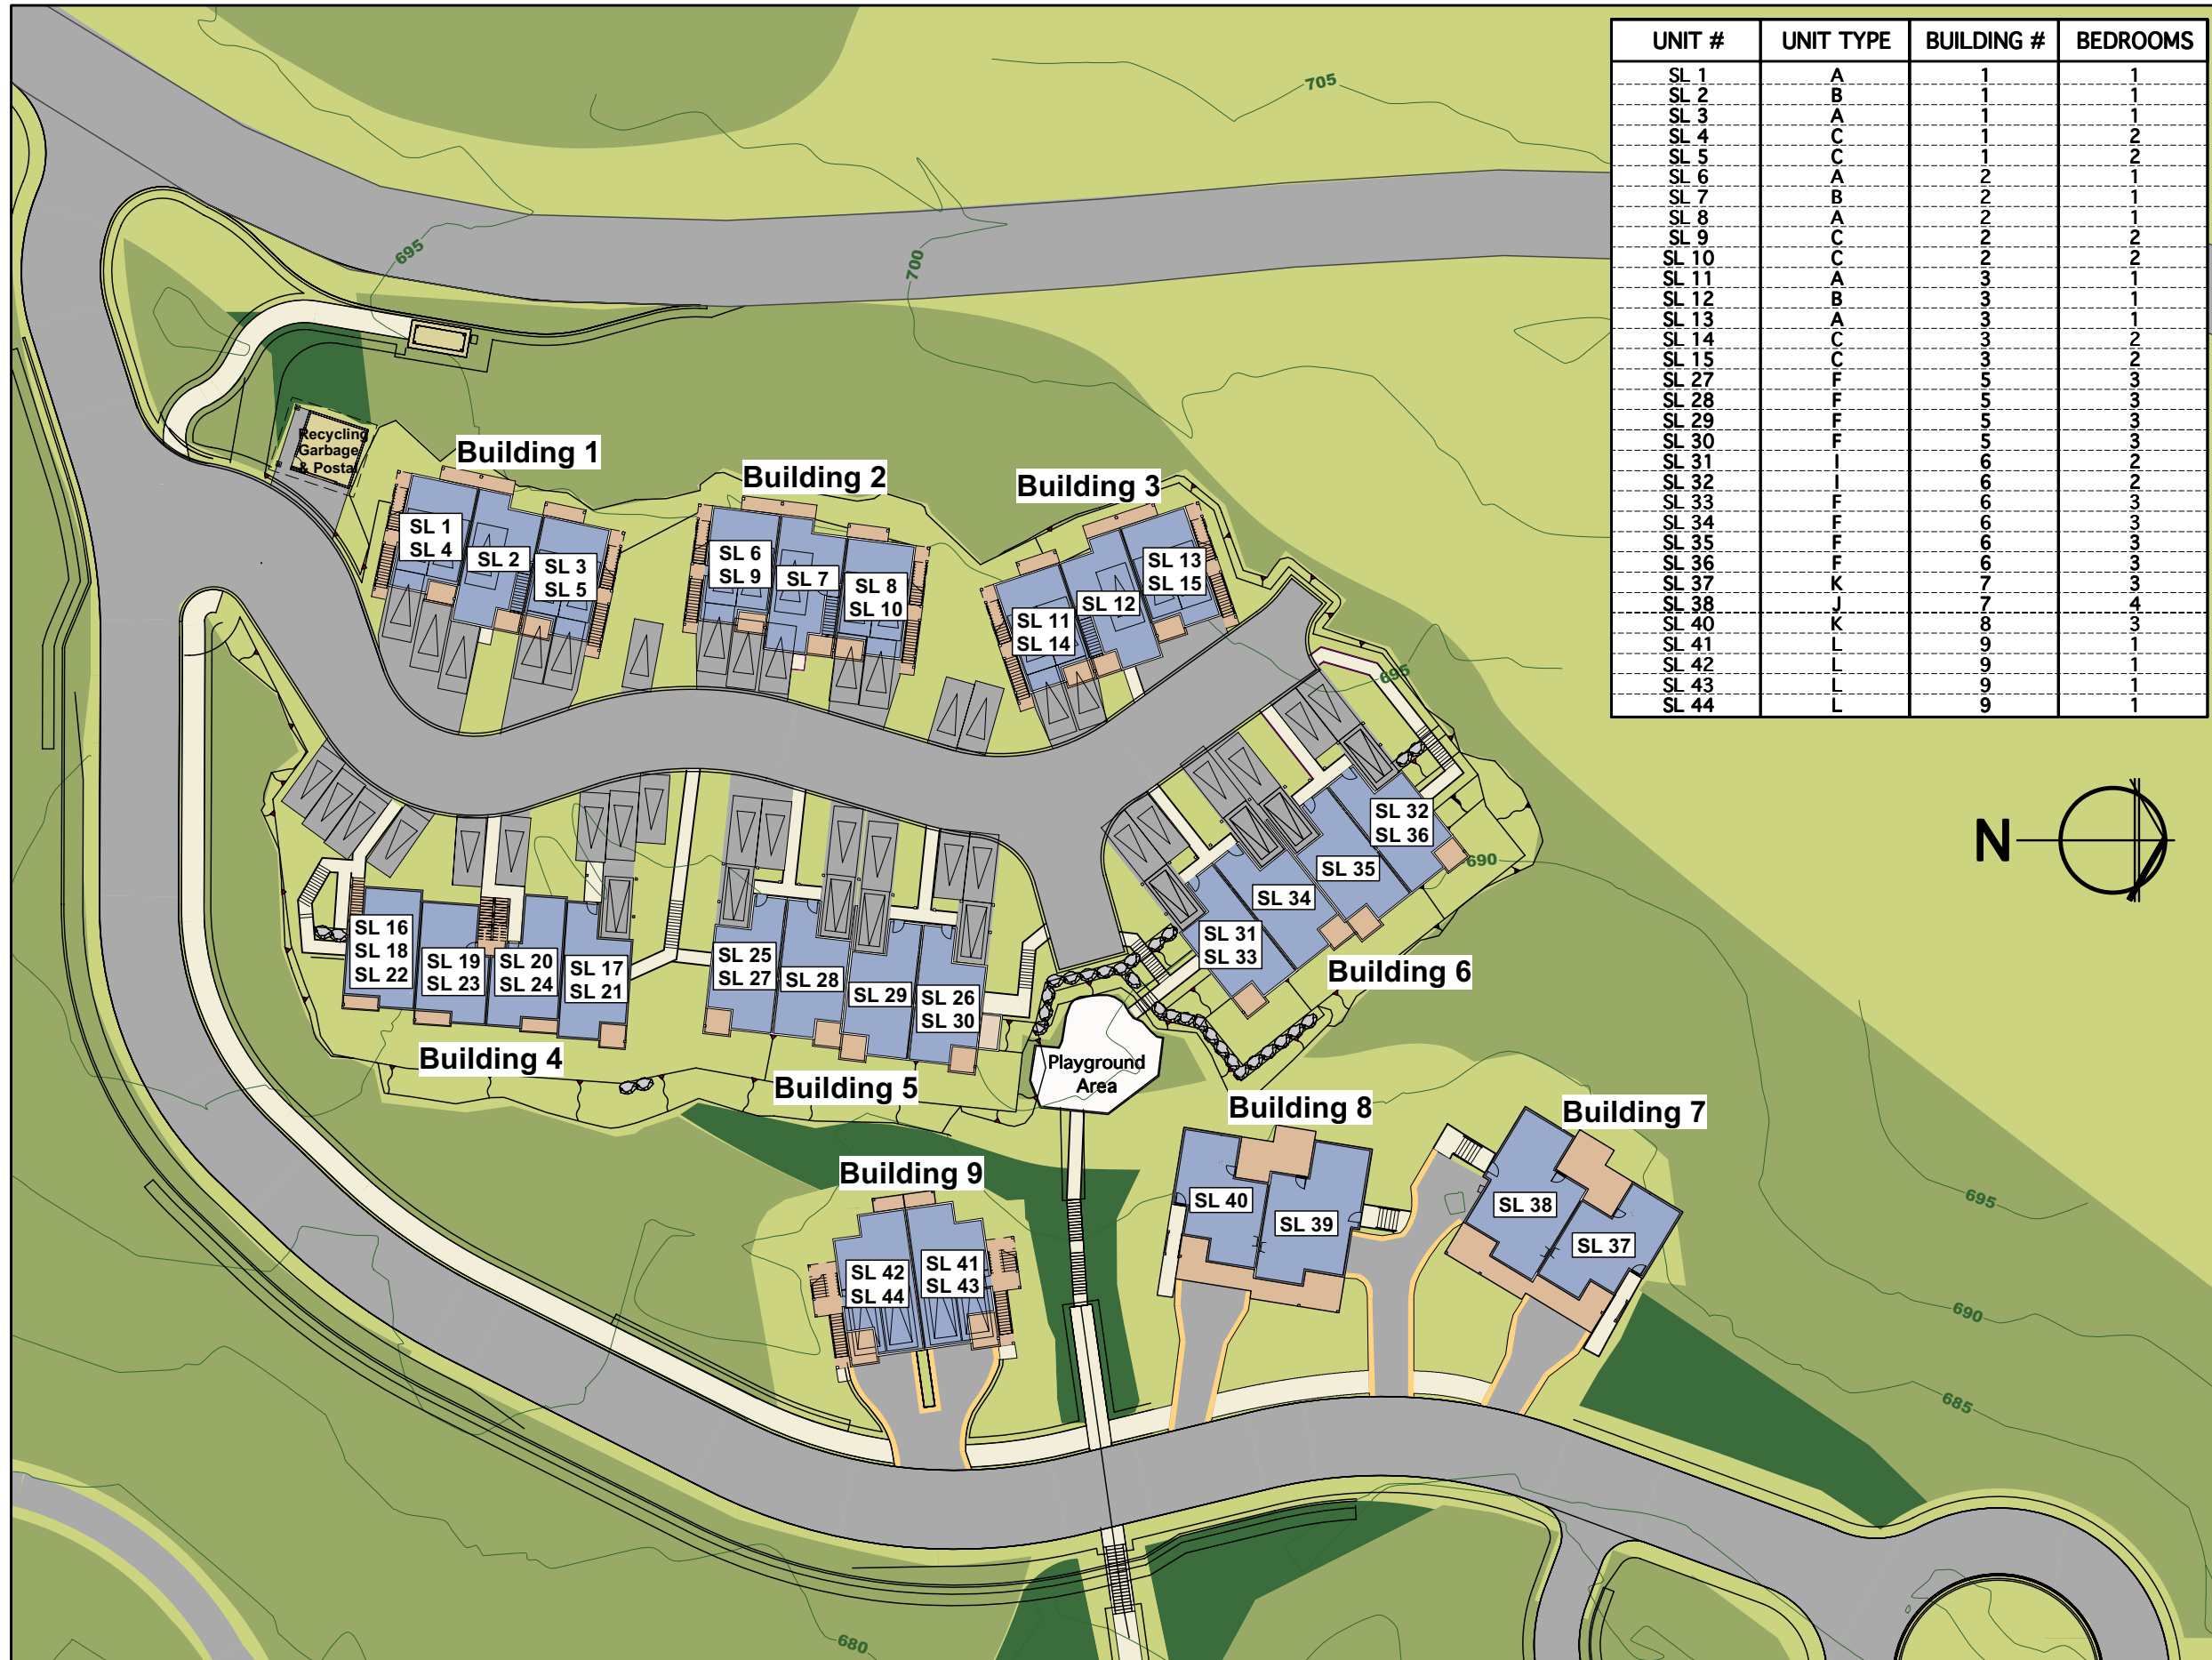 UNIT # UNIT TYPE BUILDING # BEDROOMS
SL 1 A 1 1
SL 2 B 1 1
SL 3 A 1 1
SL 4 C 1 2
SL 5 C 1 2
SL 6 A 2 1
SL 7 B 2 1
SL 8 A 2 1
SL 9 C 2 2
SL 10 C 2 2
SL 11 A 3 1
SL 12 B 3 1
SL 13 A 3 1
SL 14 C 3 2
SL 15 C 3 2
SL 27 F 5 3
SL 28 F 5 3
SL 29 F 5 3
SL 30 F 5 3
SL 31 I 6 2
SL 32 I 6 2
SL 33 F 6 3
SL 34 F 6 3
SL 35 F 6 3
SL 36 F 6 3
SL 37 K 7 3
SL 38 J 7 4
SL 40 K 8 3
SL 41 L 9 1
SL 42 L 9 1
SL 43 L 9 1
SL 44 L 9 1
705
695
700
Recycling
Garbage
& Postal
Building 1
SL 1
SL 4
SL 2
SL 3
SL 5
Building 2
SL 6
SL 9
SL 7
SL 8
SL 10
Building 3
SL 11
SL 14
SL 12
SL 13
SL 15
695
N
SL 32
SL 36
SL 35
SL 34
SL 31
SL 33
Building 6
690
SL 16
SL 18
SL 22
SL 19
SL 23
SL 20
SL 24
SL 17
SL 21
Building 4
SL 25
SL 27
SL 28
SL 29
SL 26
SL 30
Building 5
Playground
Area
Building 8
SL 40
SL 39
Building 7
SL 38
SL 37
Building 9
SL 42
SL 44
SL 41
SL 43
695
690
685
680